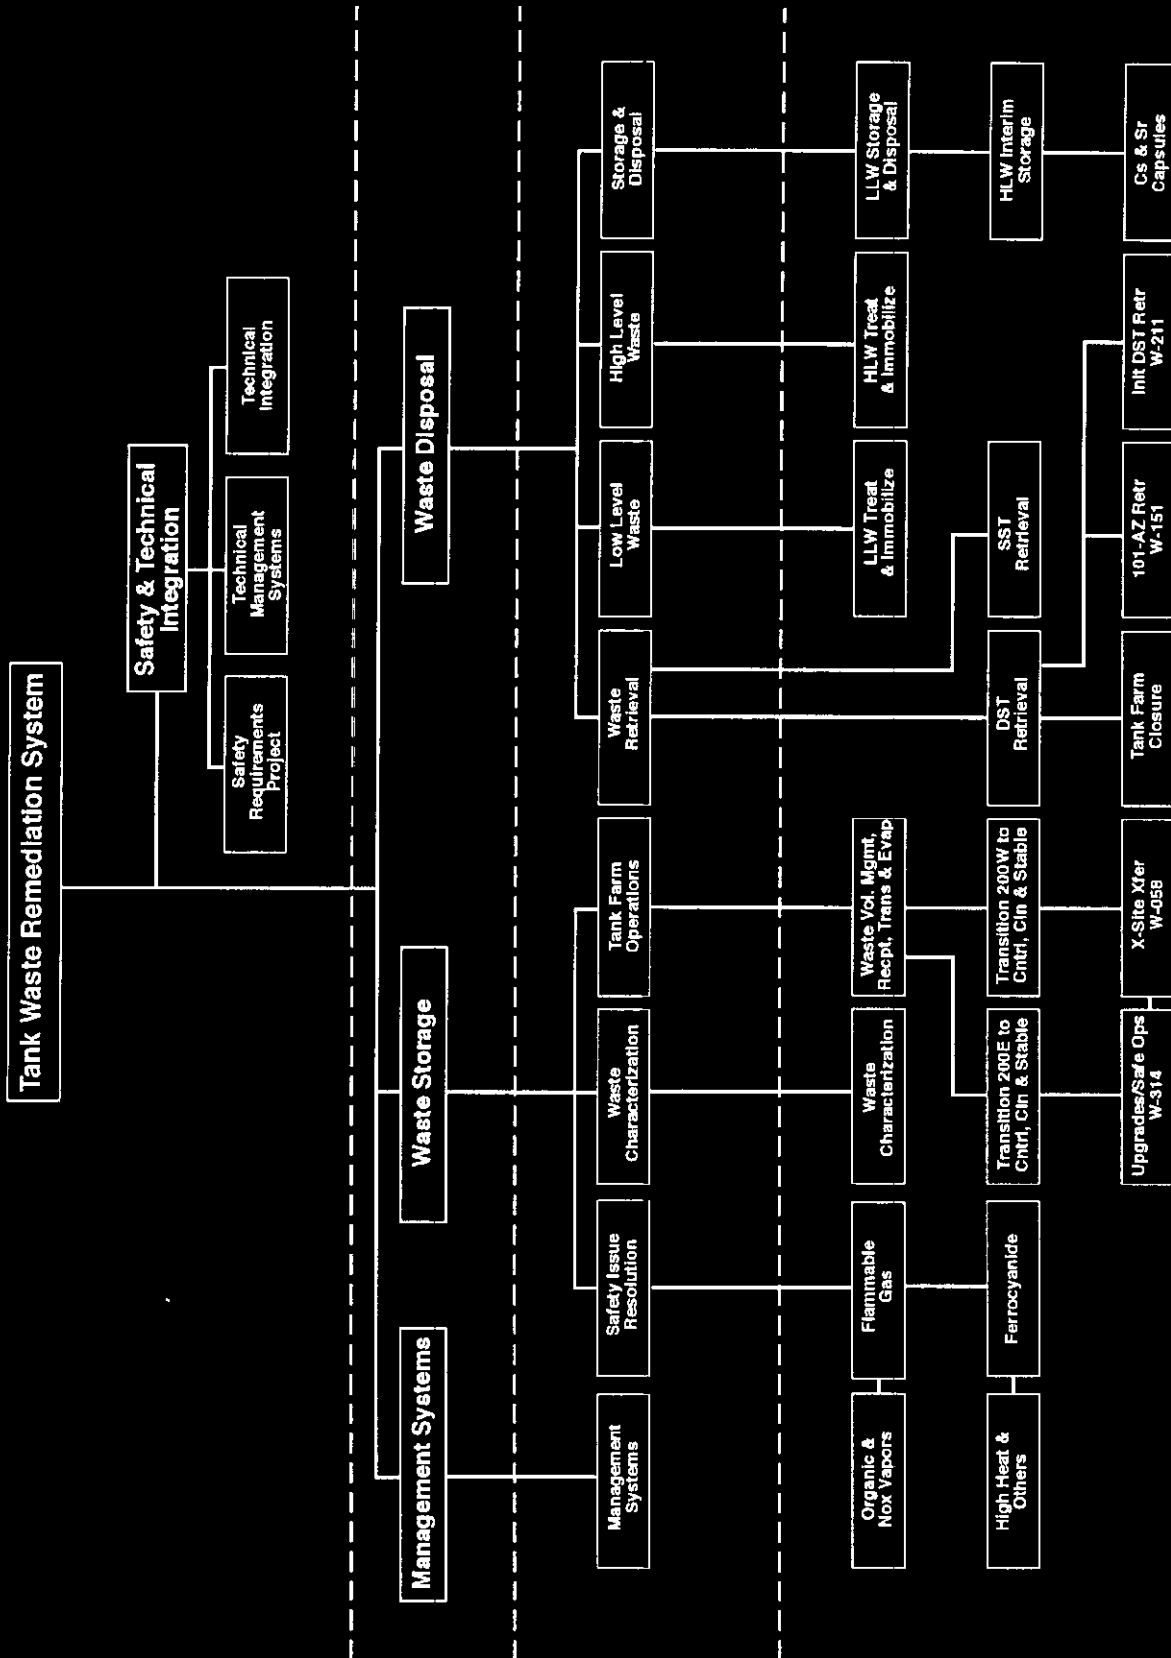 Tank Waste Remediation System
Safety & Technical
Integration
Safety
Requirements
Project
Technical
Management
Systems
Technical
Integration
Management Systems
Waste Storage
Waste Disposal
Management
Systems
Safety Issue
Resolution
Waste
Characterization
Tank Farm
Operations
Waste
Retrieval
Low Level
Waste
High Level
Waste
Storage &
Disposal
Organic &
Nox Vapors
Flammable
Gas
Waste
Characterization
Waste Vol. Mgmt,
Recpt, Trans & Evap
LLW Treat
& Immobilize
HLW Treat
& Immobilize
LLW Storage
& Disposal
High Heat &
Others
Ferrocyanide
Transition 200E to
Cntrl, Cln & Stable
Transition 200W to
Cntrl, Cln & Stable
DST
Retrieval
SST
Retrieval
HLW Interim
Storage
Upgrades/Safe Ops
W-314
X-Site Xfer
W-058
Tank Farm
Closure
101-AZ Retr
W-151
Init DST Retr
W-211
Cs & Sr
Capsules